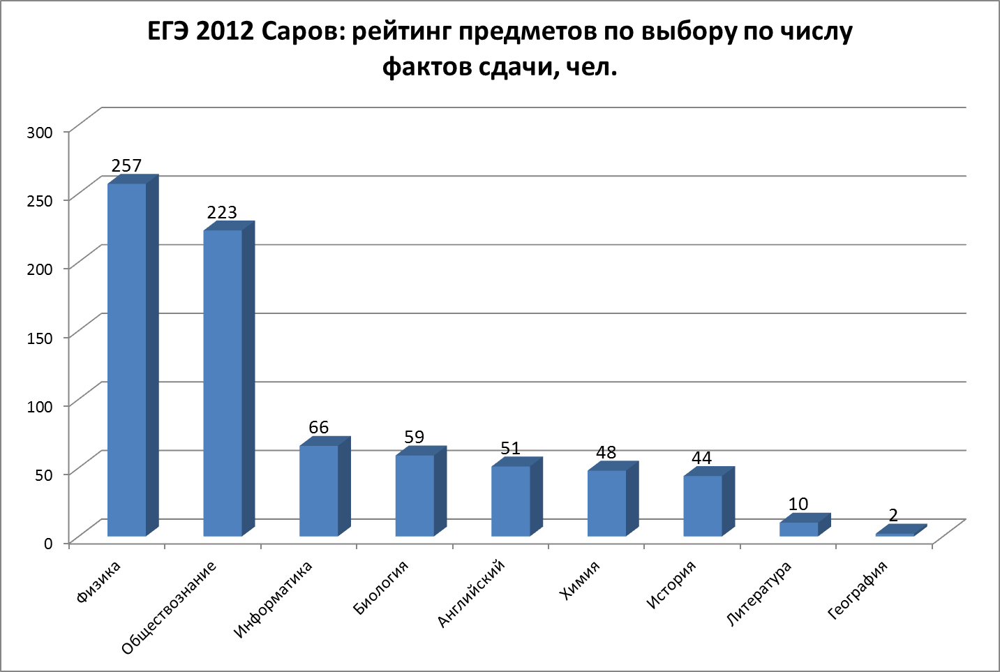 ЕГЭ 2012 Саров: рейтинг предметов по выбору по числу
фактов сдачи, чел.
300
250
200
150
100
50
0
257
223
66
59
51
48
44
10
2
Физика
Обществознание
Информатика
Биология
Английский
Химия
История
Литература
География